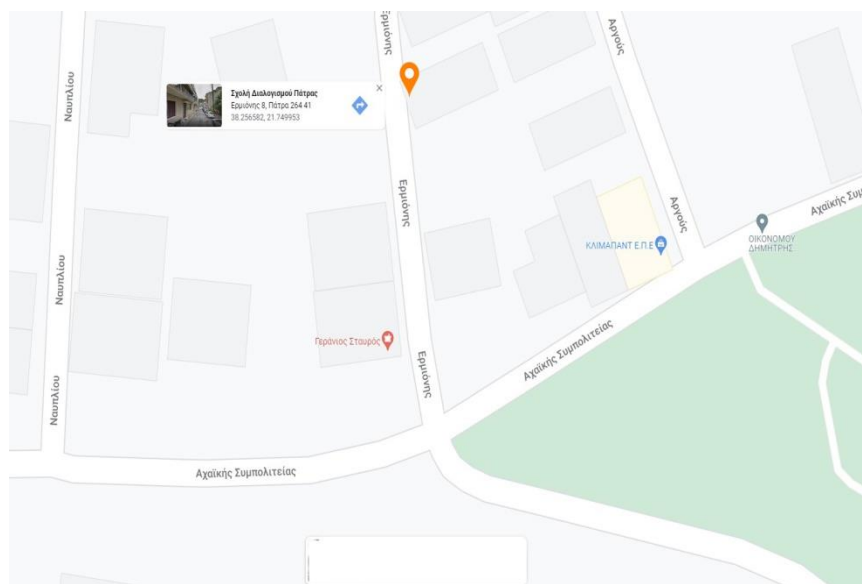 Ερμιόνης
Αργούς
Ναυπλίου
Σχολή Διαλογισμού Πάτρας
Ερμιόνης 8, Πάτρα 264 41
38.256582, 21.749953
Ερμιόνης
Αργούς
Αχαϊκής Συμ
ΟΙΚΟΝΟΜΟΥ
ΔΗΜΗΤΡΗΣ
ΚΛΙΜΑΠΑΝΤ Ε.Π.Ε
Ναυπλίου
Γεράνιος Σταυρός
Αχαϊκής Συμπολιτείας
Ερμιόνης
Ναυπλίου
Αχαϊκής Συμπολιτείας